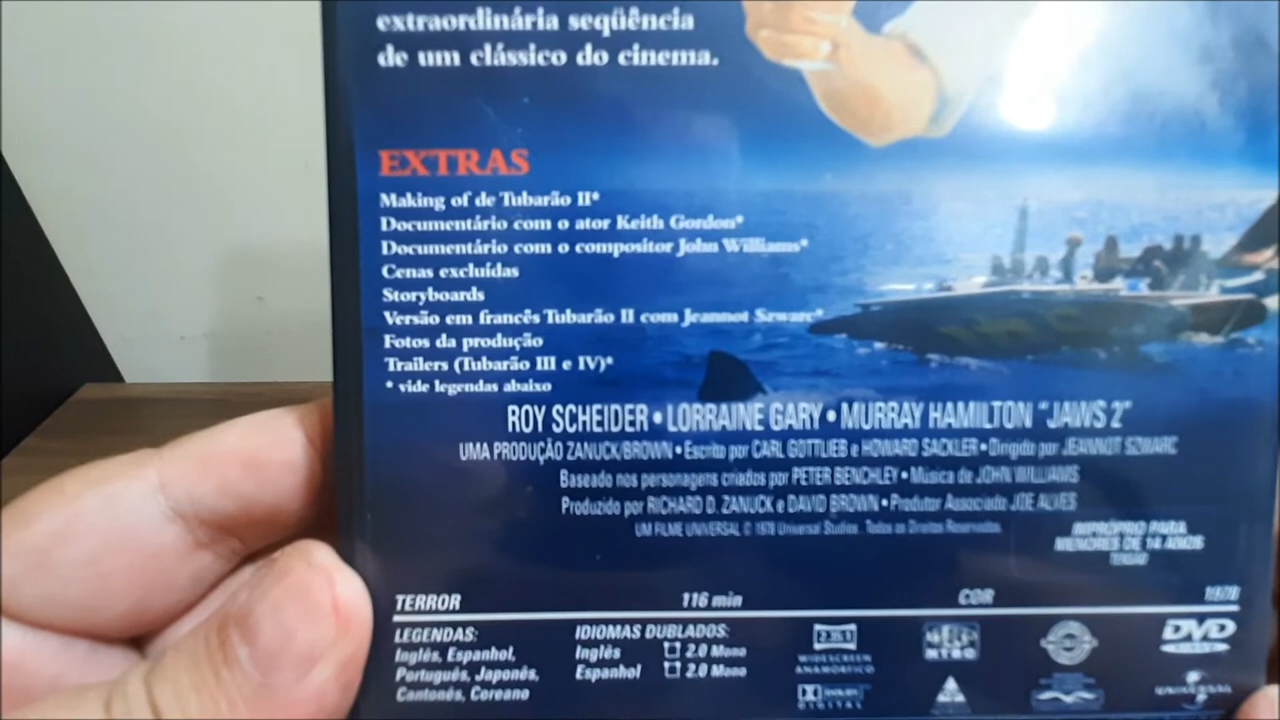 extraordinária seqüência
de um clássico do cinema.
EXTRAS
Making of de Tubarão II*
Documentário com o ator Keith Gordon*
Documentário com o compositor John Williams*
Cenas excluídas
Storyboards
Versão em francês Tubarão II com Jeannot Szwarc*
Fotos da produção
Trailers (Tubarão III e IV)*
* vide legendas abaixo
ROY SCHEIDER • LORRAINE GARY • MURRAY HAMILTON "JAWS 2"
UMA PRODUÇÃO ZANUCK/BROWN • Escrito por CARL GOTTLIEB e HOWARD SACKLER • Dirigido por JEANNOT SZWARC
Baseado nos personagens criados por PETER BENCHLEY • Música de JOHN WILLIAMS
Produzido por RICHARD D. ZANUCK e DAVID BROWN • Produtor Associado JOE ALVES
UM FILME UNIVERSAL © 1978 Universal Studios. Todos os Direitos Reservados.
IMPRÓPRIO PARA
MENORES DE 14 ANOS
TERROR 116 min COR 1978
LEGENDAS:
Inglês, Espanhol,
Português, Japonês,
Cantonês, Coreano
IDIOMAS DUBLADOS:
Inglês 2.0 Mono
Espanhol 2.0 Mono
2.35:1
WIDESCREEN
ANAMÓRFICO
DOLBY
DIGITAL
NTSC
DVD
VIDEO
UNIVERSAL